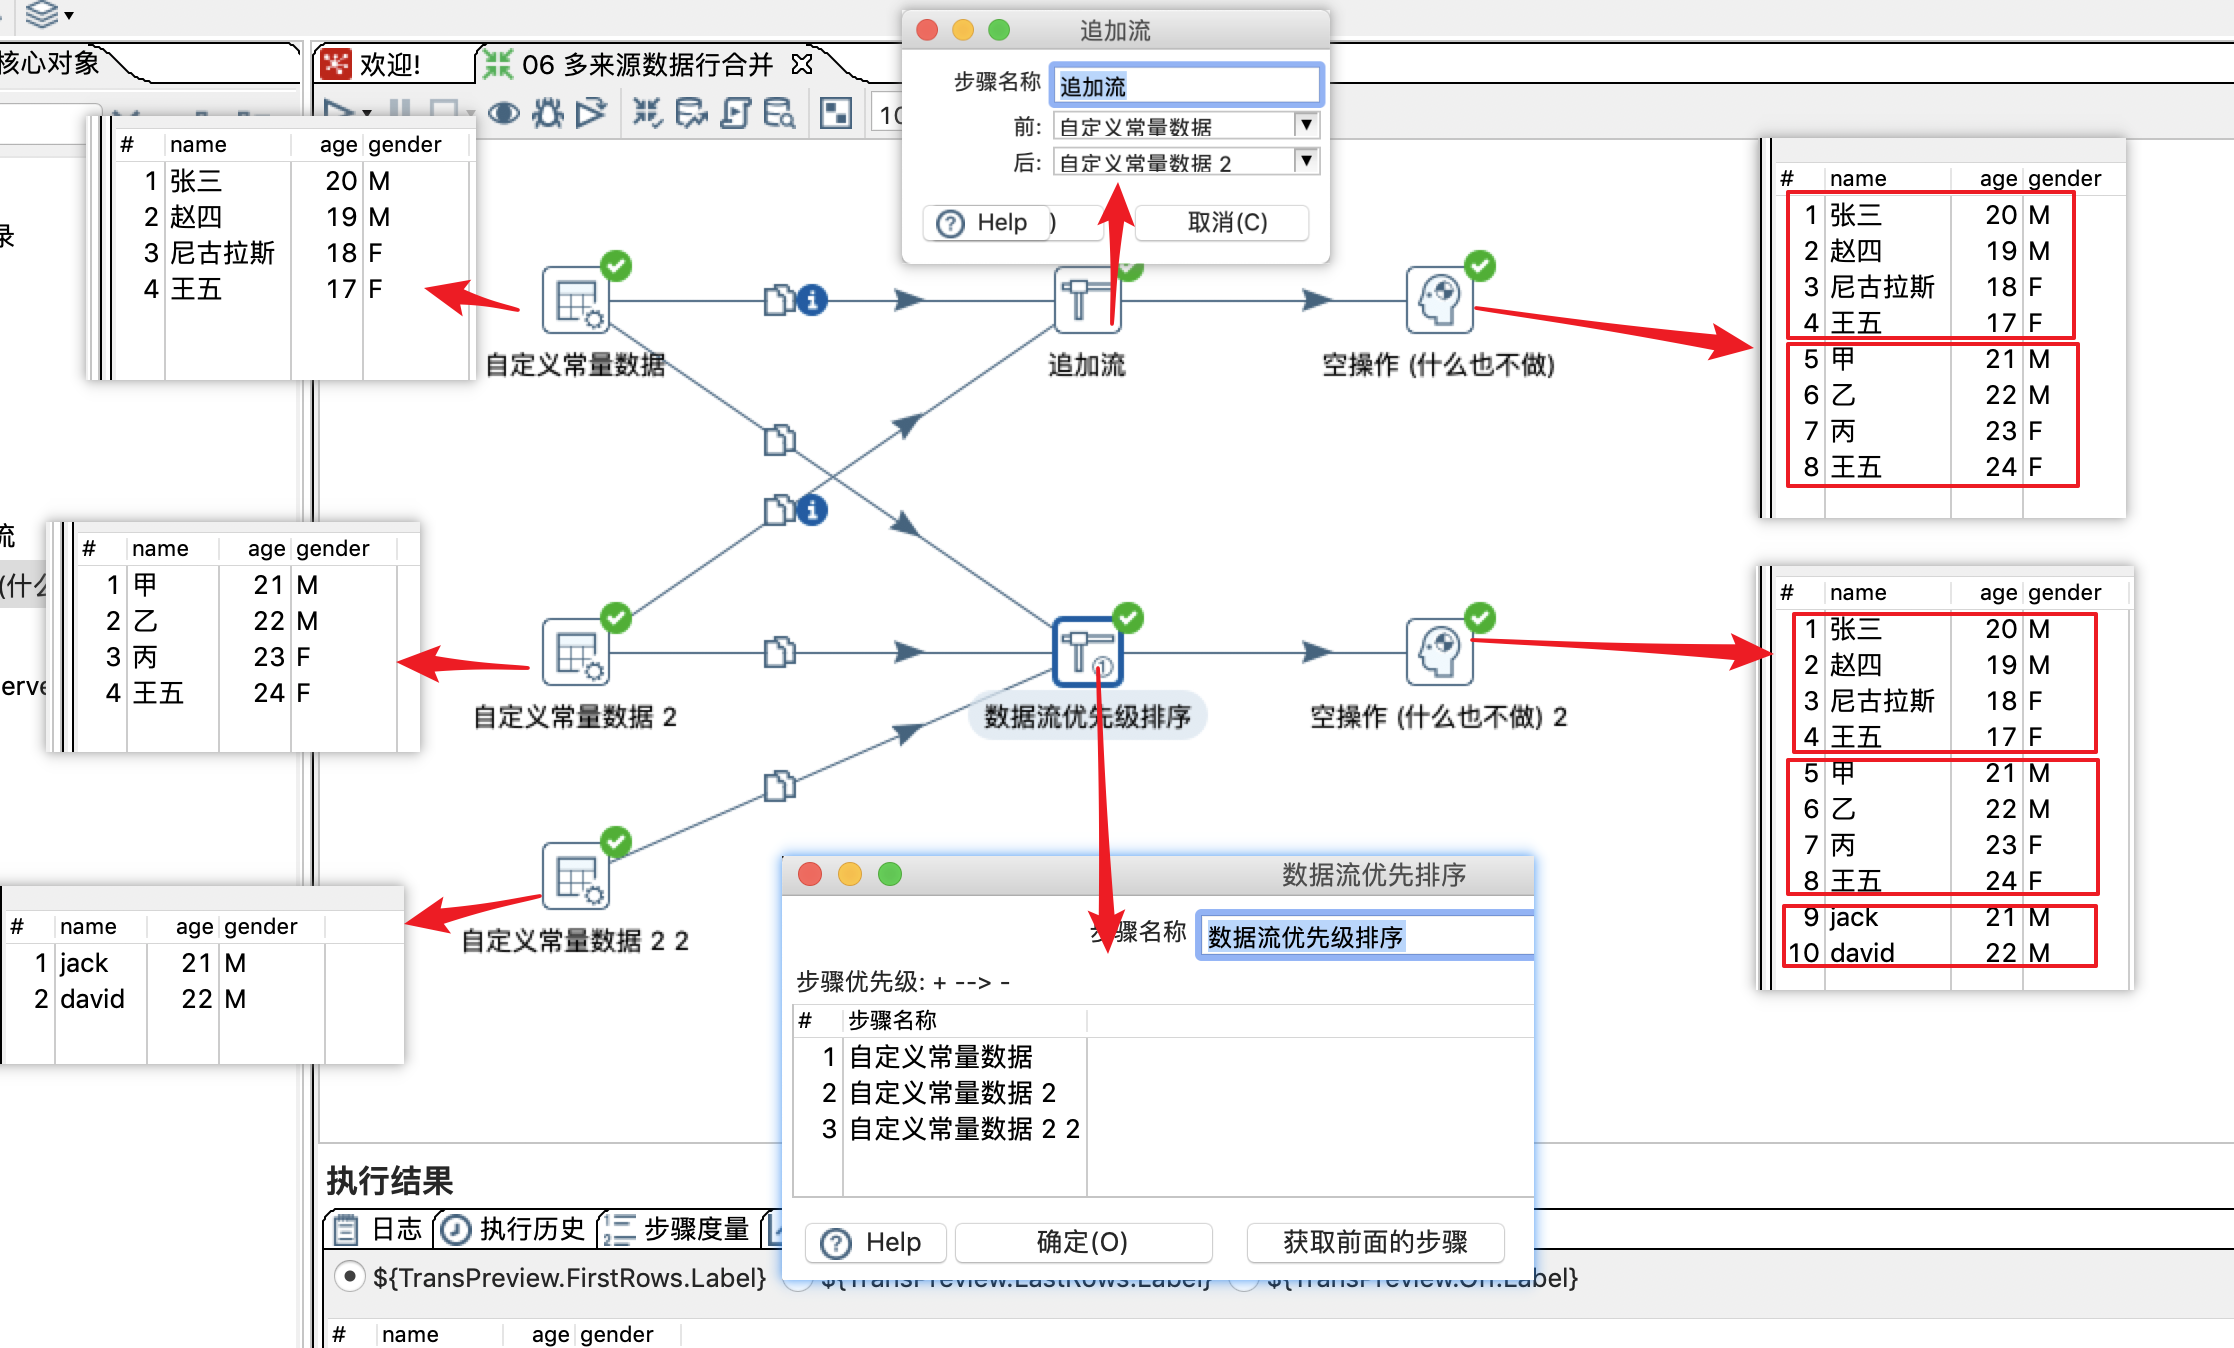 核心对象
欢迎!
06 多来源数据行合并
追加流
步骤名称 追加流
前: 自定义常量数据
后: 自定义常量数据 2
Help )
取消(C)
10
# name age gender
1 张三 20 M
2 赵四 19 M
3 尼古拉斯 18 F
4 王五 17 F
# name age gender
1 张三 20 M
2 赵四 19 M
3 尼古拉斯 18 F
4 王五 17 F
5 甲 21 M
6 乙 22 M
7 丙 23 F
8 王五 24 F
录
自定义常量数据
追加流
空操作 (什么也不做)
流
(什么
erve
# name age gender
1 甲 21 M
2 乙 22 M
3 丙 23 F
4 王五 24 F
自定义常量数据 2
数据流优先级排序
空操作 (什么也不做) 2
# name age gender
1 张三 20 M
2 赵四 19 M
3 尼古拉斯 18 F
4 王五 17 F
5 甲 21 M
6 乙 22 M
7 丙 23 F
8 王五 24 F
9 jack 21 M
10 david 22 M
# name age gender
1 jack 21 M
2 david 22 M
自定义常量数据 2 2
数据流优先排序
步骤名称 数据流优先级排序
步骤优先级: + --> -
# 步骤名称
1 自定义常量数据
2 自定义常量数据 2
3 自定义常量数据 2 2
Help
确定(O)
获取前面的步骤
执行结果
日志
执行历史
步骤度量
${TransPreview.FirstRows.Label}
${TransPreview.LastRows.Label}
${TransPreview.Off.Label}
# name age gender